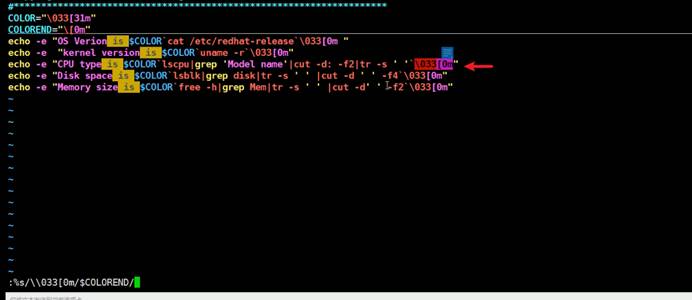 #*****************************************************************
COLOR="\033[31m"
COLOREND="\[0m"
echo -e "OS Verion is $COLOR`cat /etc/redhat-release`\033[0m "
echo -e  "kernel version is $COLOR`uname -r`\033[0m"
echo -e "CPU type is $COLOR`lscpu|grep 'Model name'|cut -d: -f2|tr -s ' '`\033[0m"
echo -e "Disk space is $COLOR`lsblk|grep disk|tr -s ' ' |cut -d ' ' -f4`\033[0m"
echo -e "Memory size is $COLOR`free -h|grep Mem|tr -s ' ' |cut -d' ' -f2`\033[0m"
~
~
~
~
~
~
~
~
~
~
~
~
~
~
:%s/\\033[0m/$COLOREND/